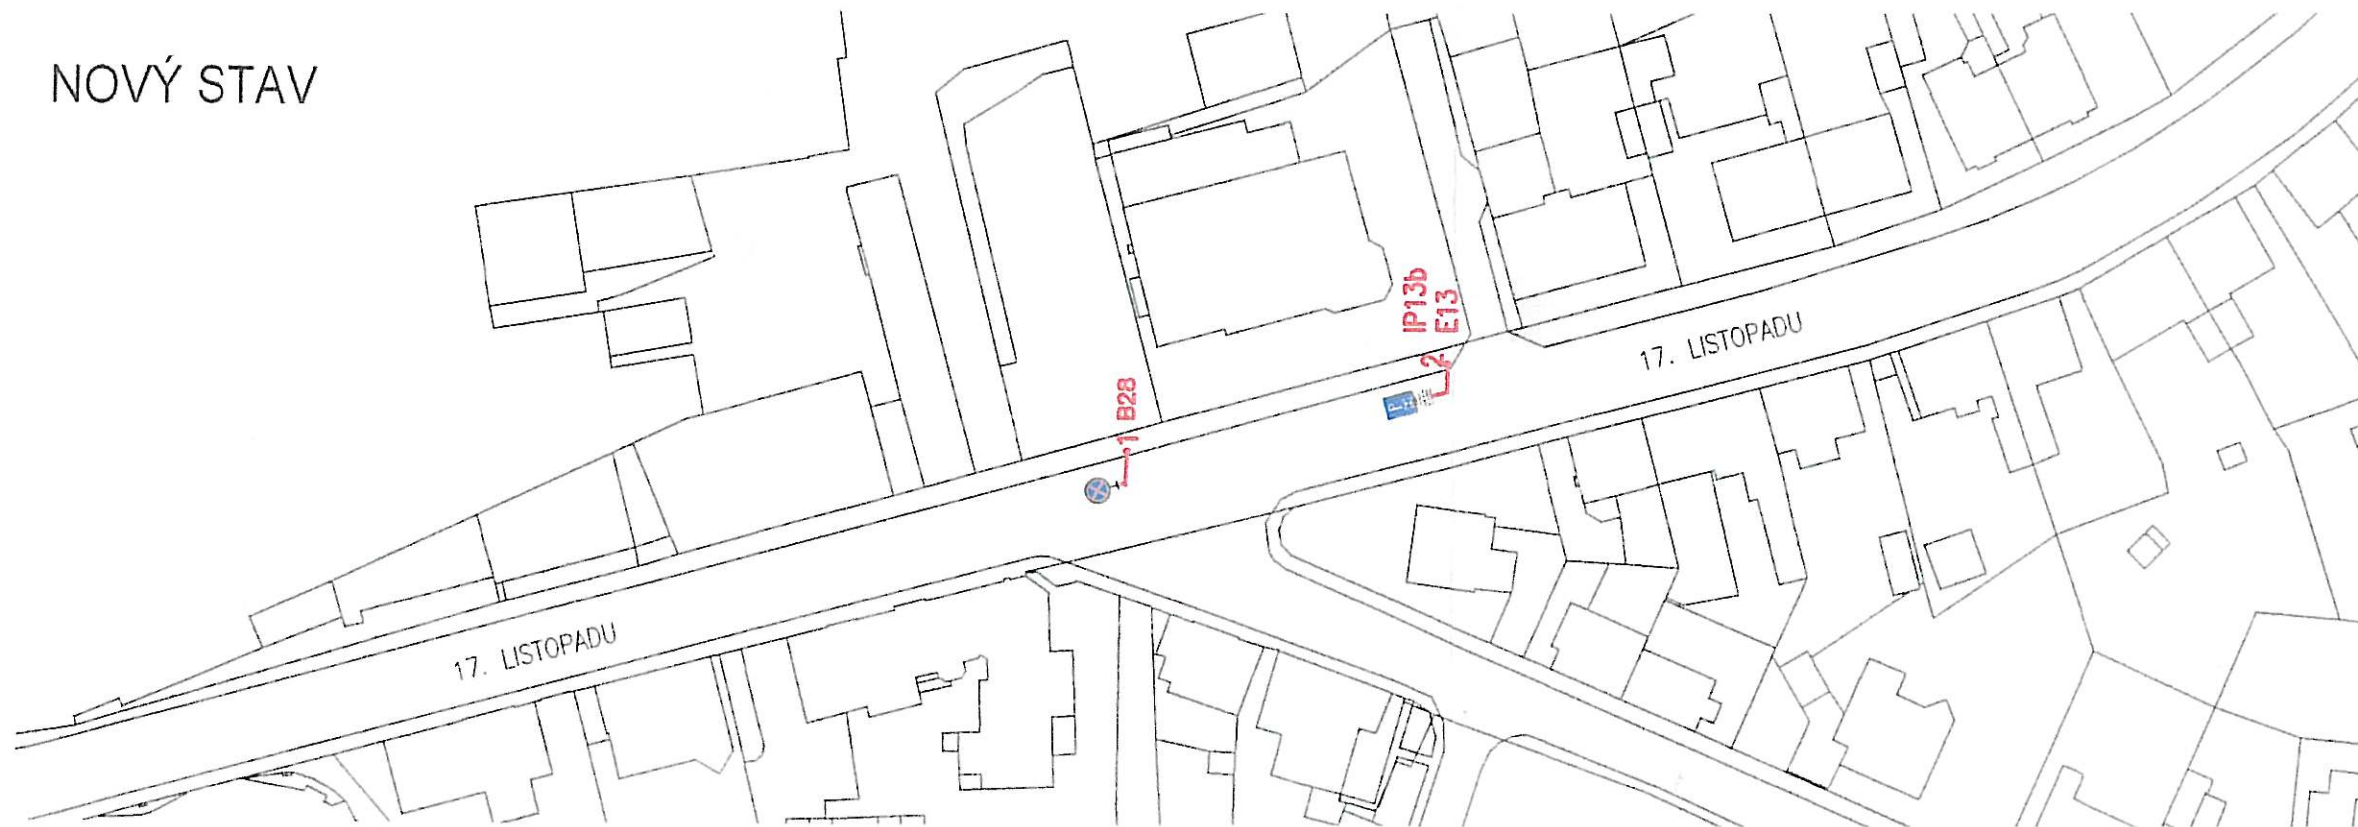 NOVÝ STAV
IP13b
E13
2
17. LISTOPADU
1 B28
P
17. LISTOPADU